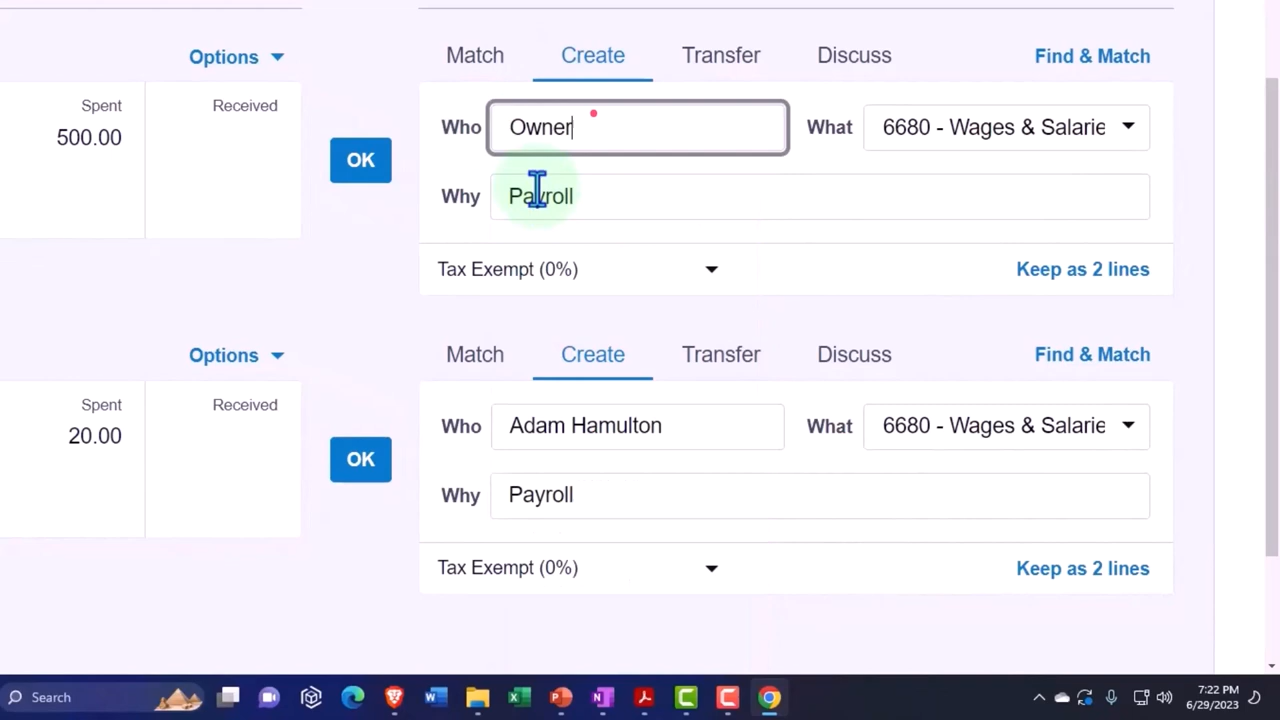 Options
Match Create Transfer Discuss Find & Match
Spent Received
500.00
OK
Who Owner What 6680 - Wages & Salarie
Why Payroll
Tax Exempt (0%) Keep as 2 lines
Options
Match Create Transfer Discuss Find & Match
Spent Received
20.00
OK
Who Adam Hamulton What 6680 - Wages & Salarie
Why Payroll
Tax Exempt (0%) Keep as 2 lines
Search
7:22 PM
6/29/2023